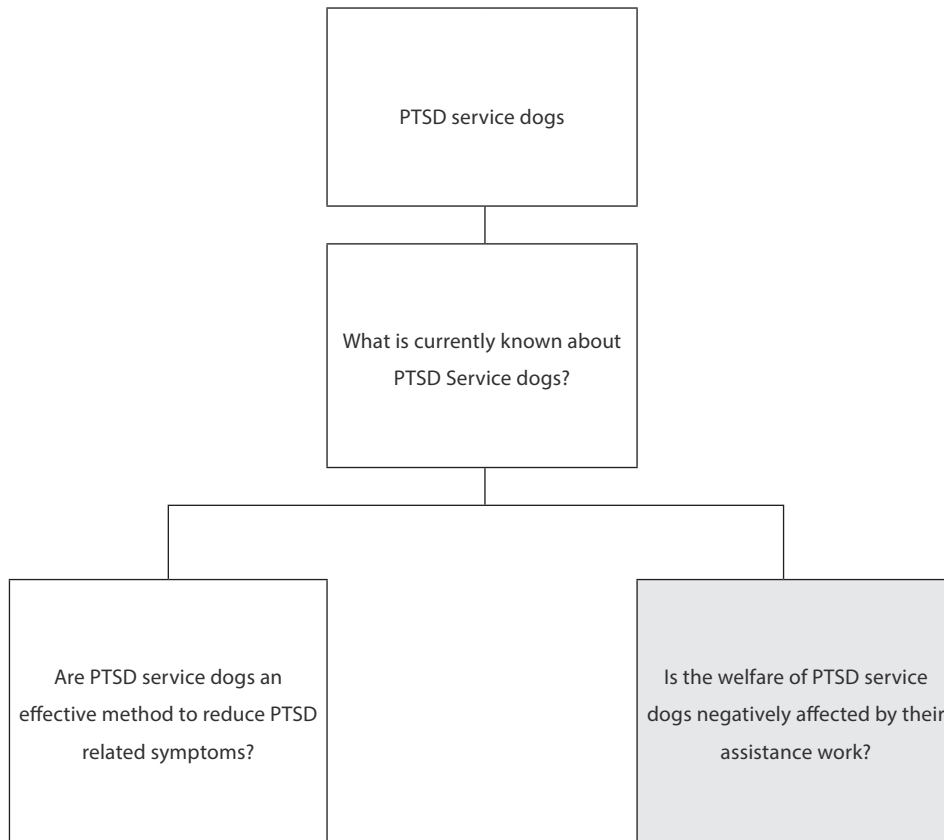 PTSD service dogs
What is currently known about
PTSD Service dogs?
Are PTSD service dogs an
effective method to reduce PTSD
related symptoms?
Is the welfare of PTSD service
dogs negatively affected by their
assistance work?